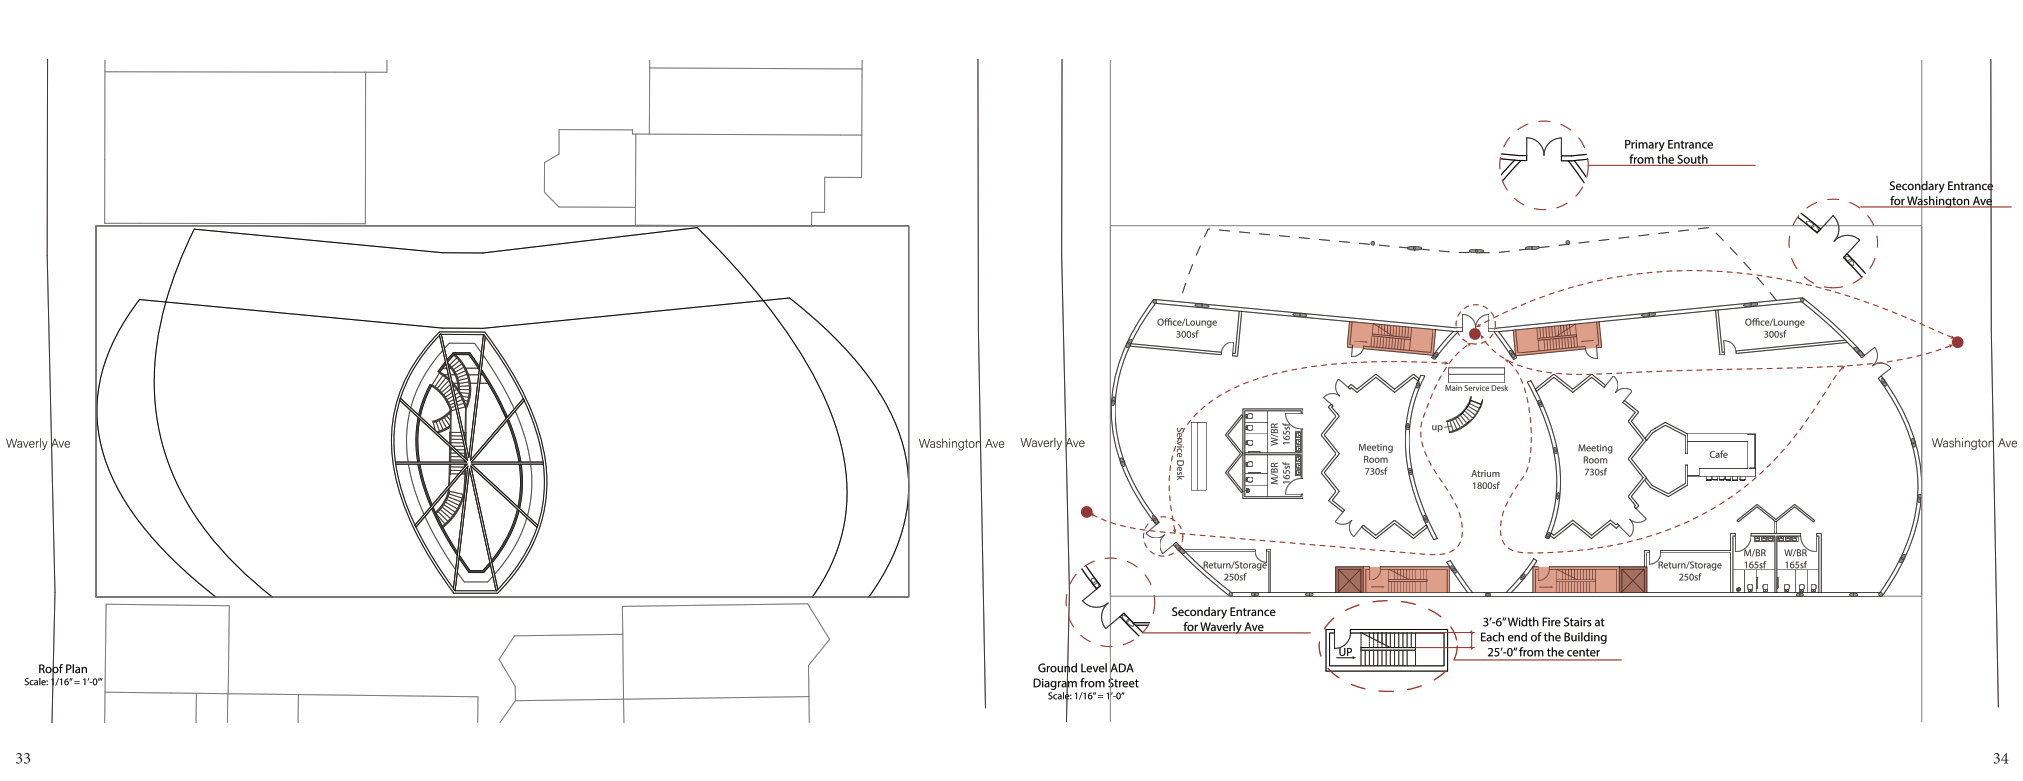 Waverly Ave
Washington Ave
Roof Plan
Scale: 1/16" = 1'-0'"
33
Primary Entrance
from the South
Secondary Entrance
for Washington Ave
Waverly Ave
Washington Ave
Office/Lounge
300sf
Office/Lounge
300sf
Main Service Desk
up
Service Desk
W/BR
165sf
M/BR
165sf
Meeting
Room
730sf
Atrium
1800sf
Meeting
Room
730sf
Cafe
Return/Storage
250sf
Return/Storage
250sf
M/BR
165sf
W/BR
165sf
Secondary Entrance
for Waverly Ave
UP
3'-6" Width Fire Stairs at
Each end of the Building
25'-0" from the center
Ground Level ADA
Diagram from Street
Scale: 1/16" = 1'-0"
34